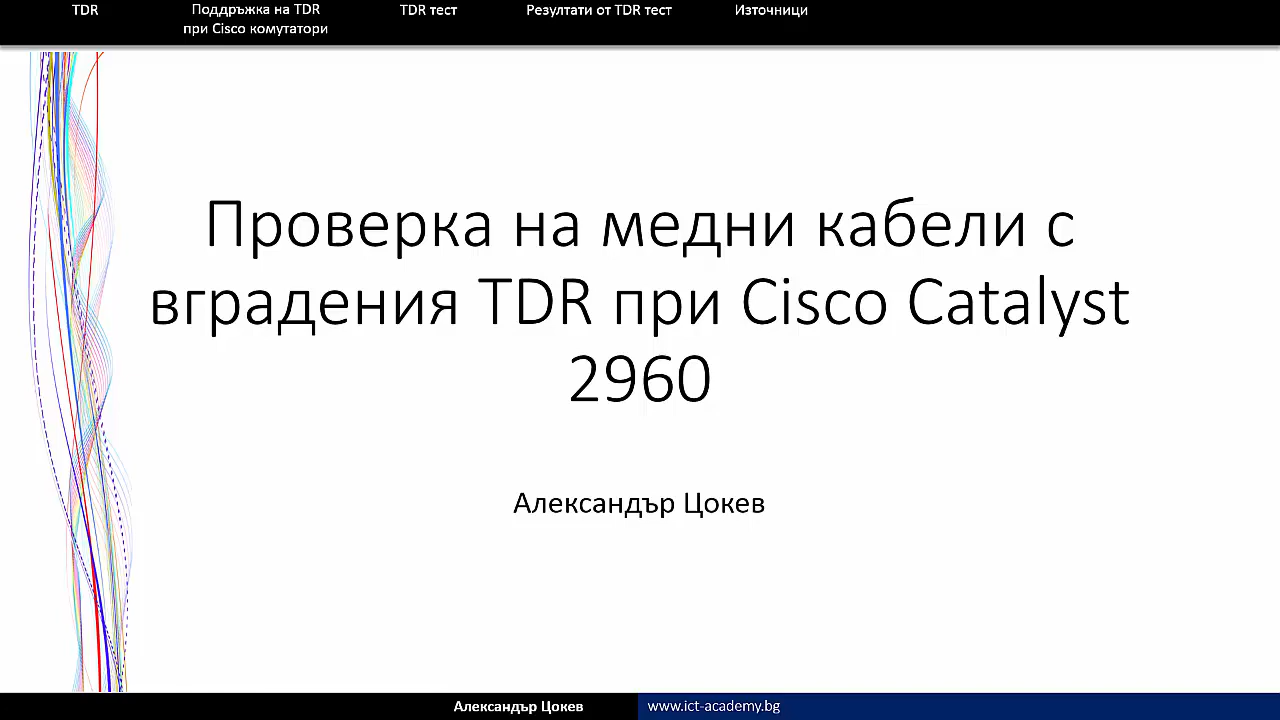 TDR
Поддръжка на TDR
при Cisco комутатори
TDR тест
Резултати от TDR тест
Източници
Проверка на медни кабели с
вградения TDR при Cisco Catalyst
2960
Александър Цокев
Александър Цокев
www.ict-academy.bg